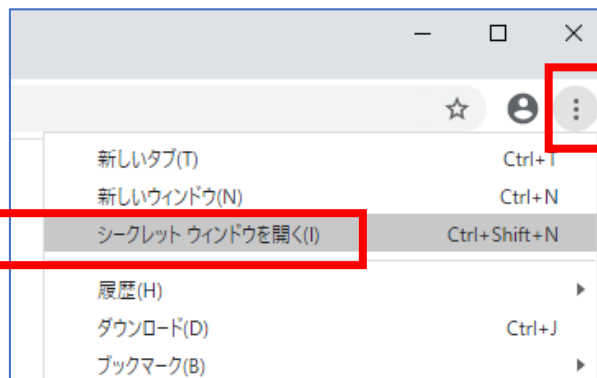 新しいタブ(T) Ctrl+T
新しいウィンドウ(N) Ctrl+N
シークレット ウィンドウを開く(I) Ctrl+Shift+N
履歴(H)
ダウンロード(D) Ctrl+J
ブックマーク(B)